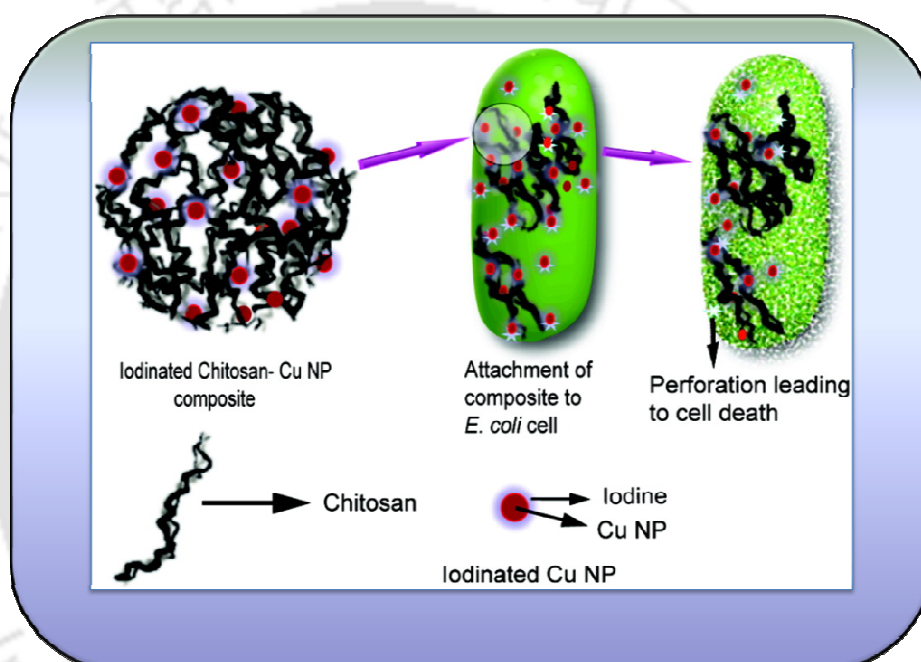 Iodinated Chitosan- Cu NP
composite
Attachment of
composite to
E. coli cell
Perforation leading
to cell death
Chitosan
Iodine
Cu NP
Iodinated Cu NP